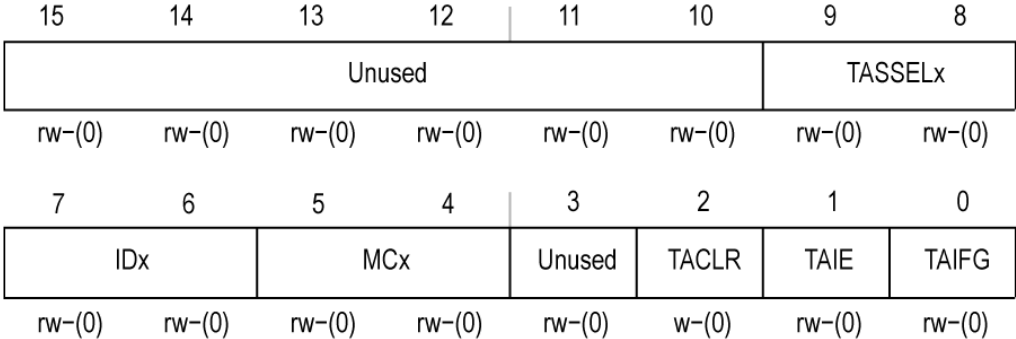 15 14 13 12 11 10 9 8
Unused TASSELx
rw−(0) rw−(0) rw−(0) rw−(0) rw−(0) rw−(0) rw−(0) rw−(0)
7 6 5 4 3 2 1 0
IDx MCx Unused TACLR TAIE TAIFG
rw−(0) rw−(0) rw−(0) rw−(0) rw−(0) w−(0) rw−(0) rw−(0)